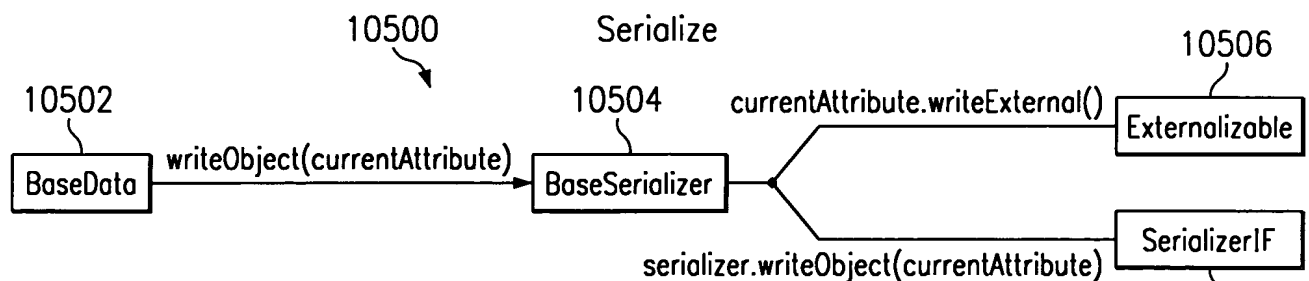 10500
Serialize
10506
10502
10504
currentAttribute.writeExternal()
Externalizable
writeObject(currentAttribute)
BaseData
BaseSerializer
SerializerIF
serializer.writeObject(currentAttribute)